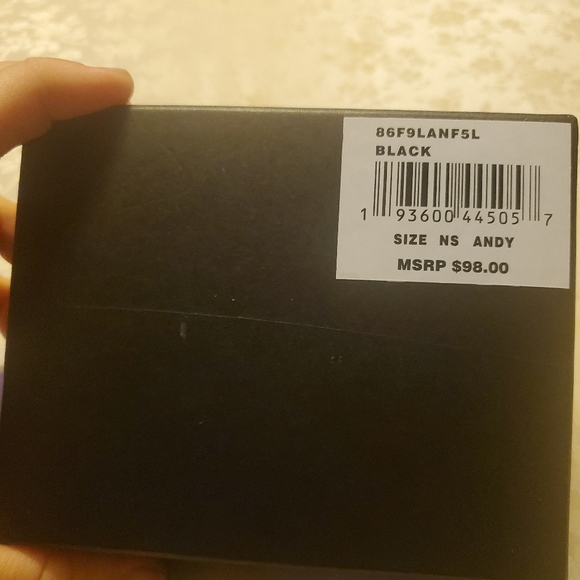 86F9LANF5L
BLACK
1 93600 44505 7
SIZE NS ANDY
MSRP $98.00